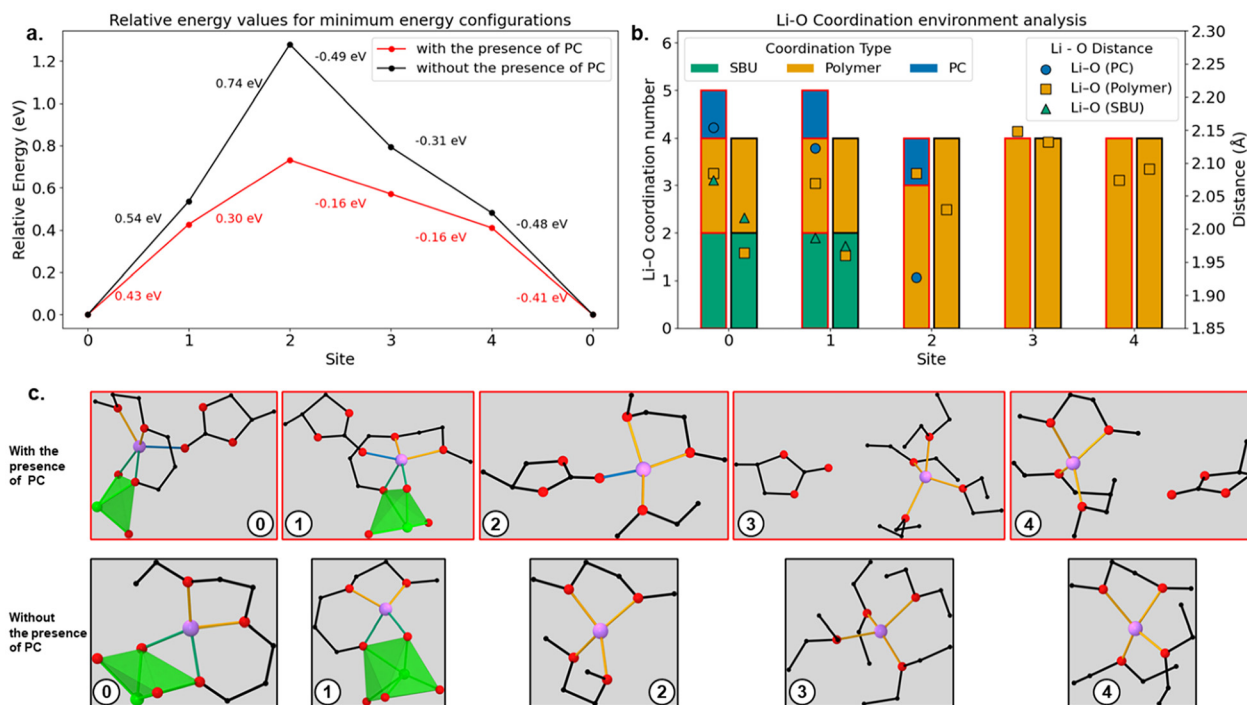 a.
Relative energy values for minimum energy configurations
Relative Energy (eV)
1.2
1.0
0.8
0.6
0.4
0.2
0.0
with the presence of PC
without the presence of PC
0.54 eV
0.74 eV
-0.49 eV
-0.31 eV
-0.48 eV
0.43 eV
0.30 eV
-0.16 eV
-0.16 eV
-0.41 eV
0 1 2 3 4 0
Site
b.
Li-O Coordination environment analysis
Li–O coordination number
6
5
4
3
2
1
0
Coordination Type
SBU Polymer PC
Li - O Distance
Li–O (PC)
Li–O (Polymer)
Li–O (SBU)
2.30
2.25
2.20
2.15
2.10
2.05
2.00
1.95
1.90
1.85
Distance (Å)
0 1 2 3 4
Site
c.
With the
presence
of PC
0 1 2 3 4
Without
the presence
of PC
0 1 2 3 4